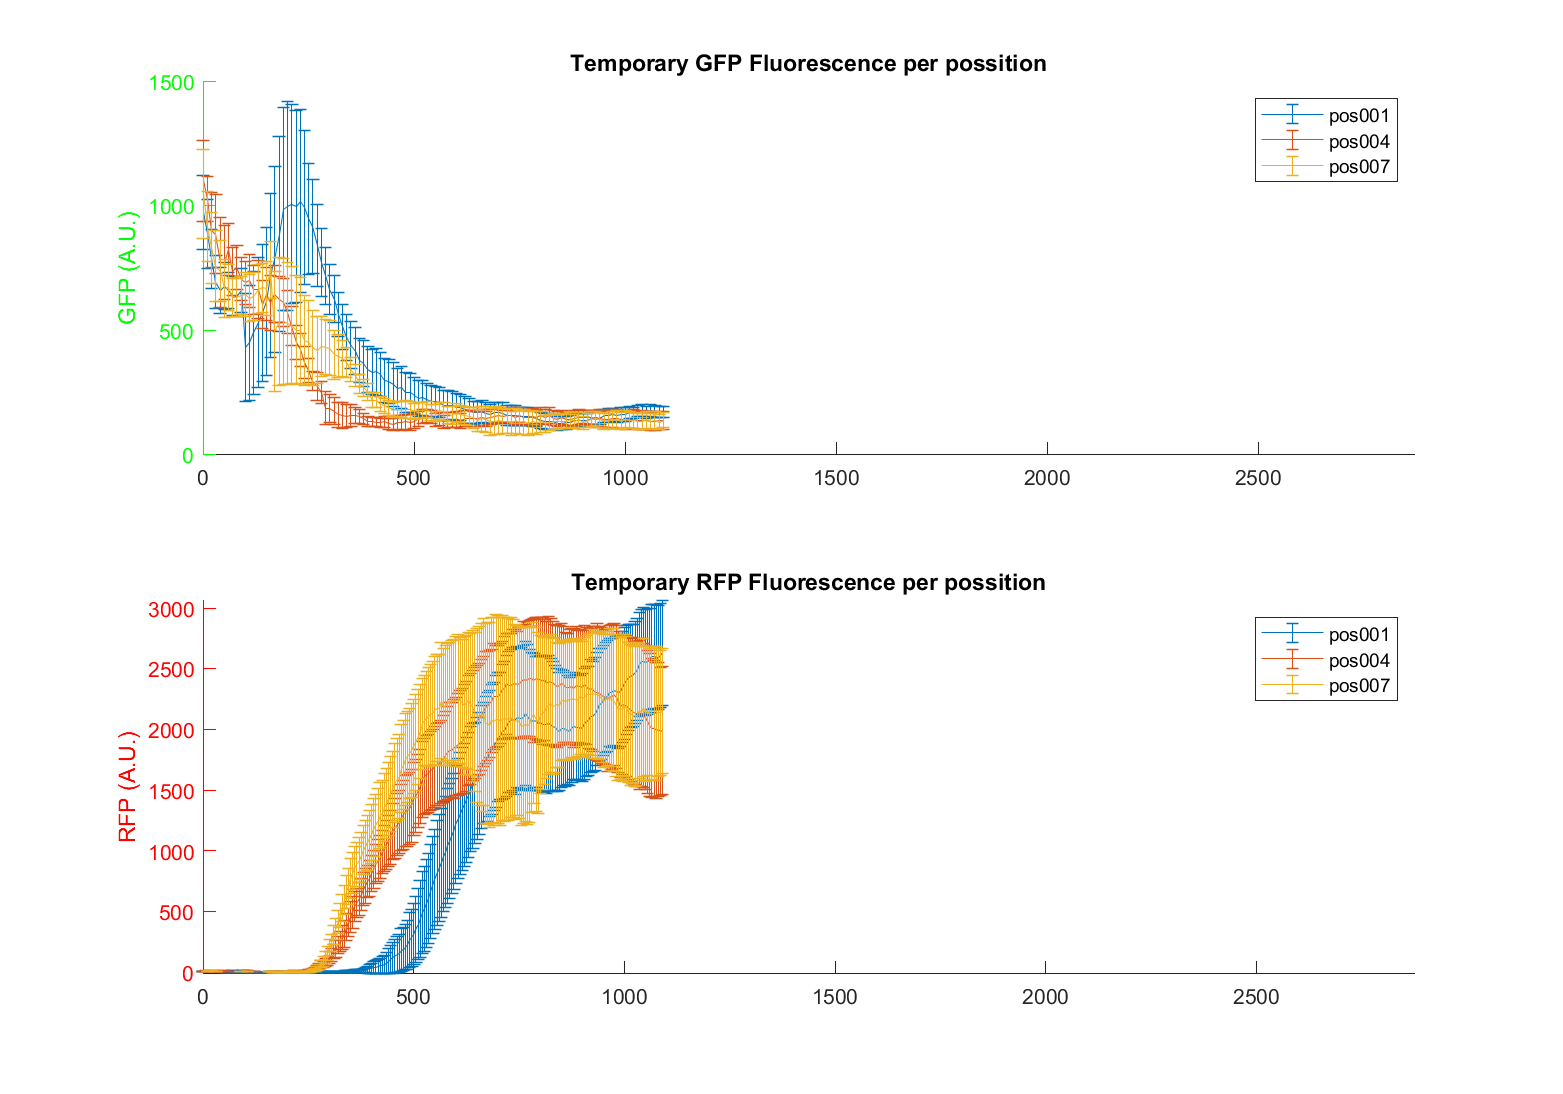 Temporary GFP Fluorescence per possition
1500
1000
500
0
GFP (A.U.)
pos001
pos004
pos007
0 500 1000 1500 2000 2500
Temporary RFP Fluorescence per possition
3000
2500
2000
1500
1000
500
0
RFP (A.U.)
pos001
pos004
pos007
0 500 1000 1500 2000 2500